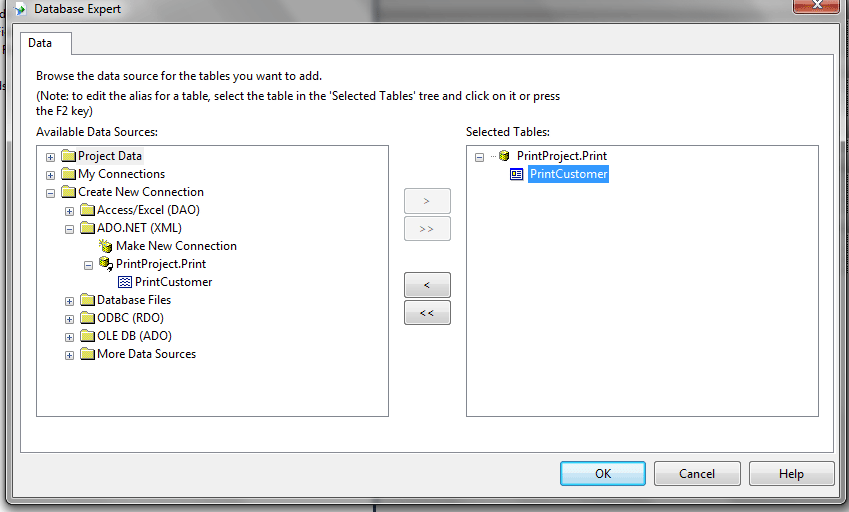 Database Expert
Data
Browse the data source for the tables you want to add.
(Note: to edit the alias for a table, select the table in the 'Selected Tables' tree and click on it or press
the F2 key)
Available Data Sources:
Project Data
My Connections
Create New Connection
Access/Excel (DAO)
ADO.NET (XML)
Make New Connection
PrintProject.Print
PrintCustomer
Database Files
ODBC (RDO)
OLE DB (ADO)
More Data Sources
>
>>
<
<<
Selected Tables:
PrintProject.Print
PrintCustomer
OK
Cancel
Help